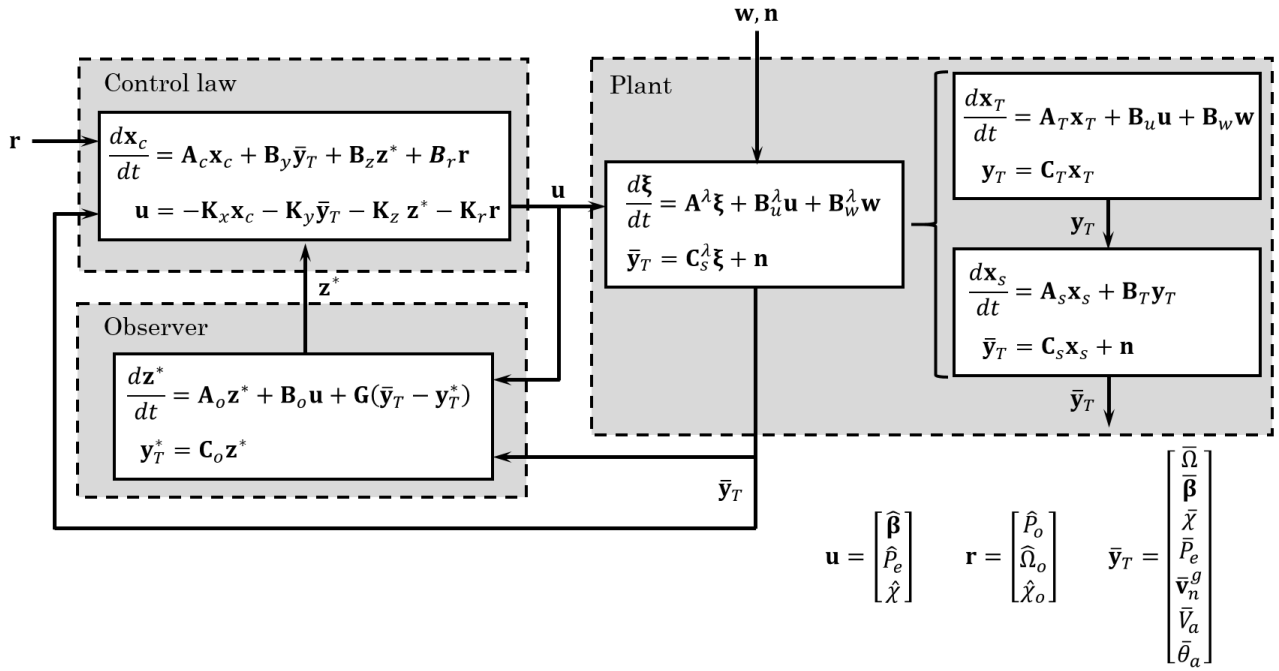 w, n
Control law
r
dx_c/dt = A_c x_c + B_y ȳ_T + B_z z* + B_r r
u = −K_x x_c − K_y ȳ_T − K_z z* − K_r r
u
z*
Observer
dz*/dt = A_o z* + B_o u + G(ȳ_T − y_T*)
y_T* = C_o z*
ȳ_T
Plant
dξ/dt = A^λ ξ + B_u^λ u + B_w^λ w
ȳ_T = C_s^λ ξ + n
dx_T/dt = A_T x_T + B_u u + B_w w
y_T = C_T x_T
y_T
dx_s/dt = A_s x_s + B_T y_T
ȳ_T = C_s x_s + n
ȳ_T
u = [β̂ P̂_e χ̂]
r = [P̂_o Ω̂_o χ̂_o]
ȳ_T = [Ω̄ β̄ χ̄ P̄_e v̄_n^g V̄_a θ̄_a]